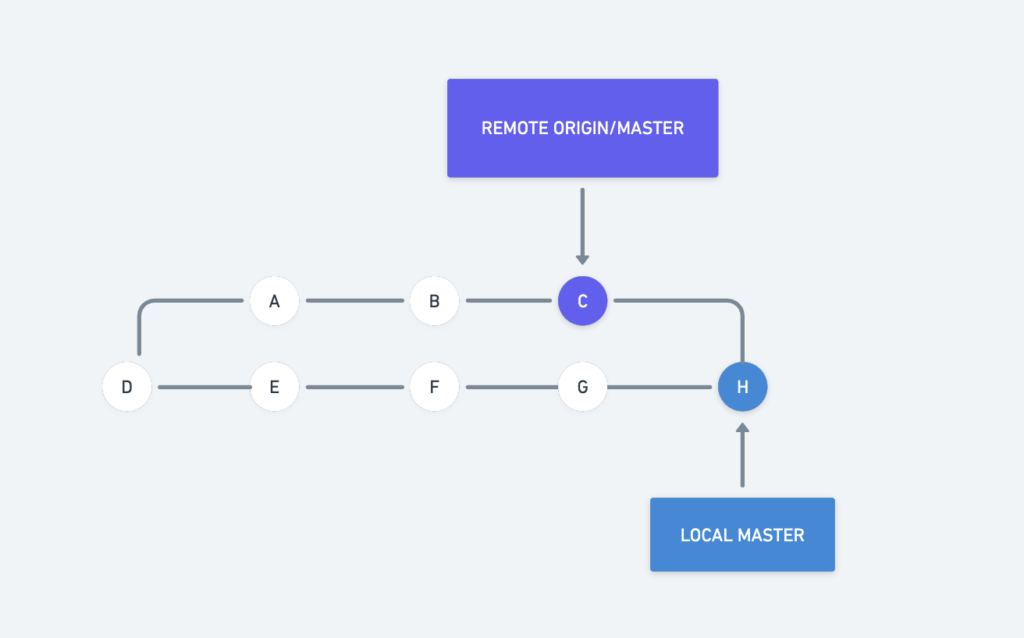 REMOTE ORIGIN/MASTER
A B C
D E F G H
LOCAL MASTER